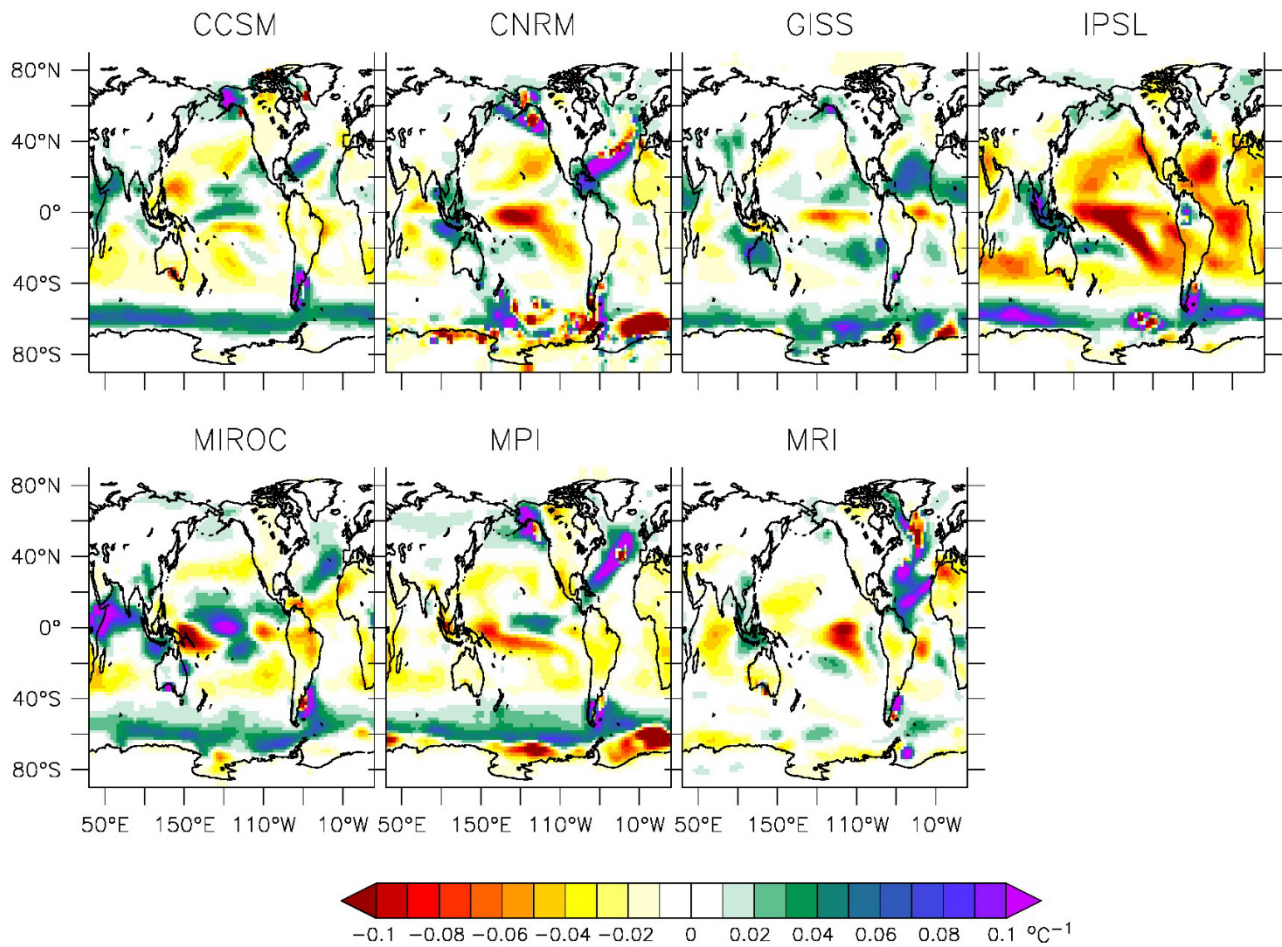 CCSM CNRM GISS IPSL
80°N
40°N
0°
40°S
80°S
MIROC MPI MRI
80°N
40°N
0°
40°S
80°S
50°E 150°E 110°W 10°W 50°E 150°E 110°W 10°W 50°E 150°E 110°W 10°W
-0.1 -0.08 -0.06 -0.04 -0.02 0 0.02 0.04 0.06 0.08 0.1 °C⁻¹